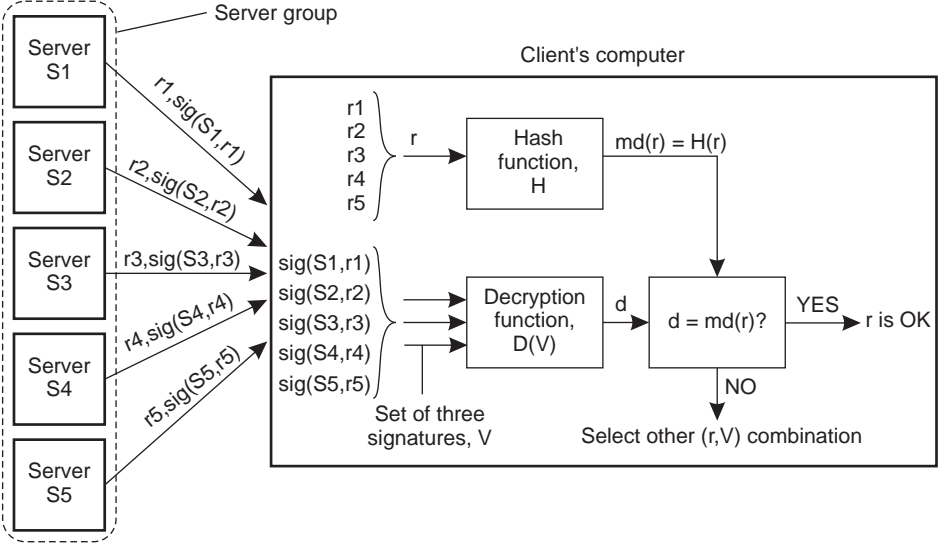 Server group
Server
S1
Server
S2
Server
S3
Server
S4
Server
S5
r1,sig(S1,r1)
r2,sig(S2,r2)
r3,sig(S3,r3)
r4,sig(S4,r4)
r5,sig(S5,r5)
Client's computer
r1
r2
r3
r4
r5
r
Hash
function,
H
md(r) = H(r)
sig(S1,r1)
sig(S2,r2)
sig(S3,r3)
sig(S4,r4)
sig(S5,r5)
Set of three
signatures, V
Decryption
function,
D(V)
d
d = md(r)?
YES
r is OK
NO
Select other (r,V) combination